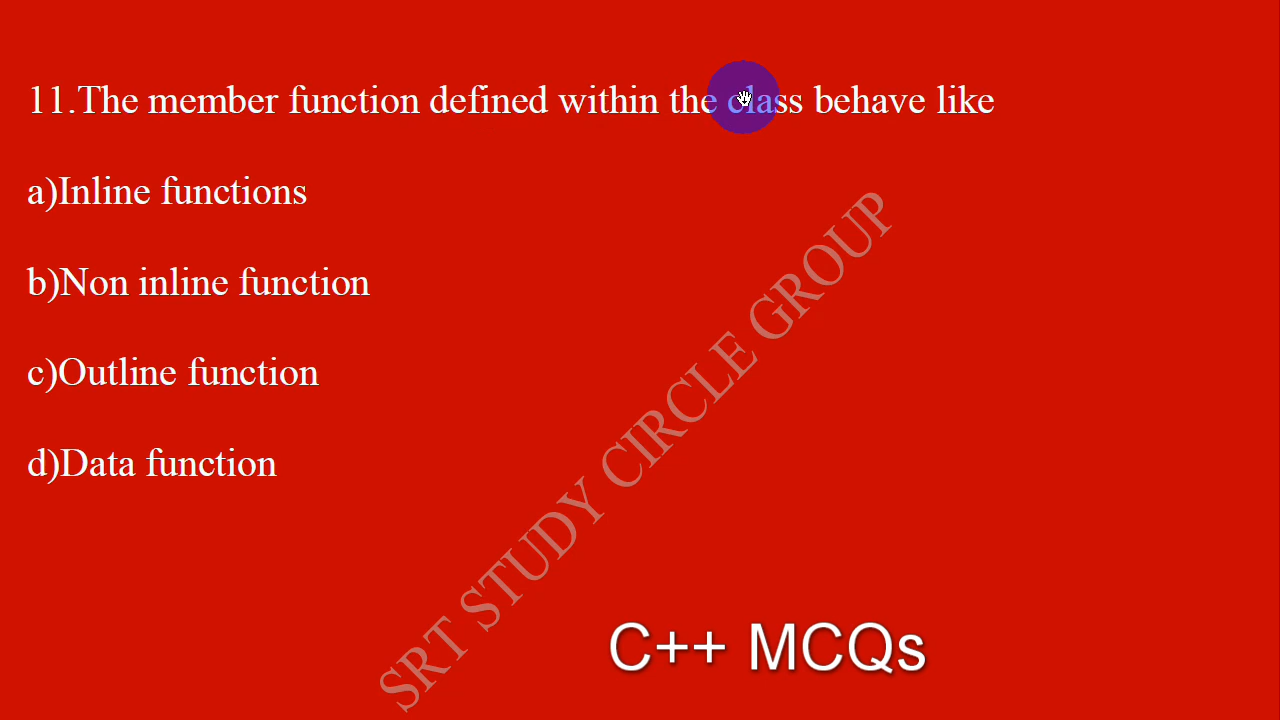 11.The member function defined within the class behave like
a)Inline functions
b)Non inline function
c)Outline function
d)Data function
SRT STUDY CIRCLE GROUP
C++ MCQs